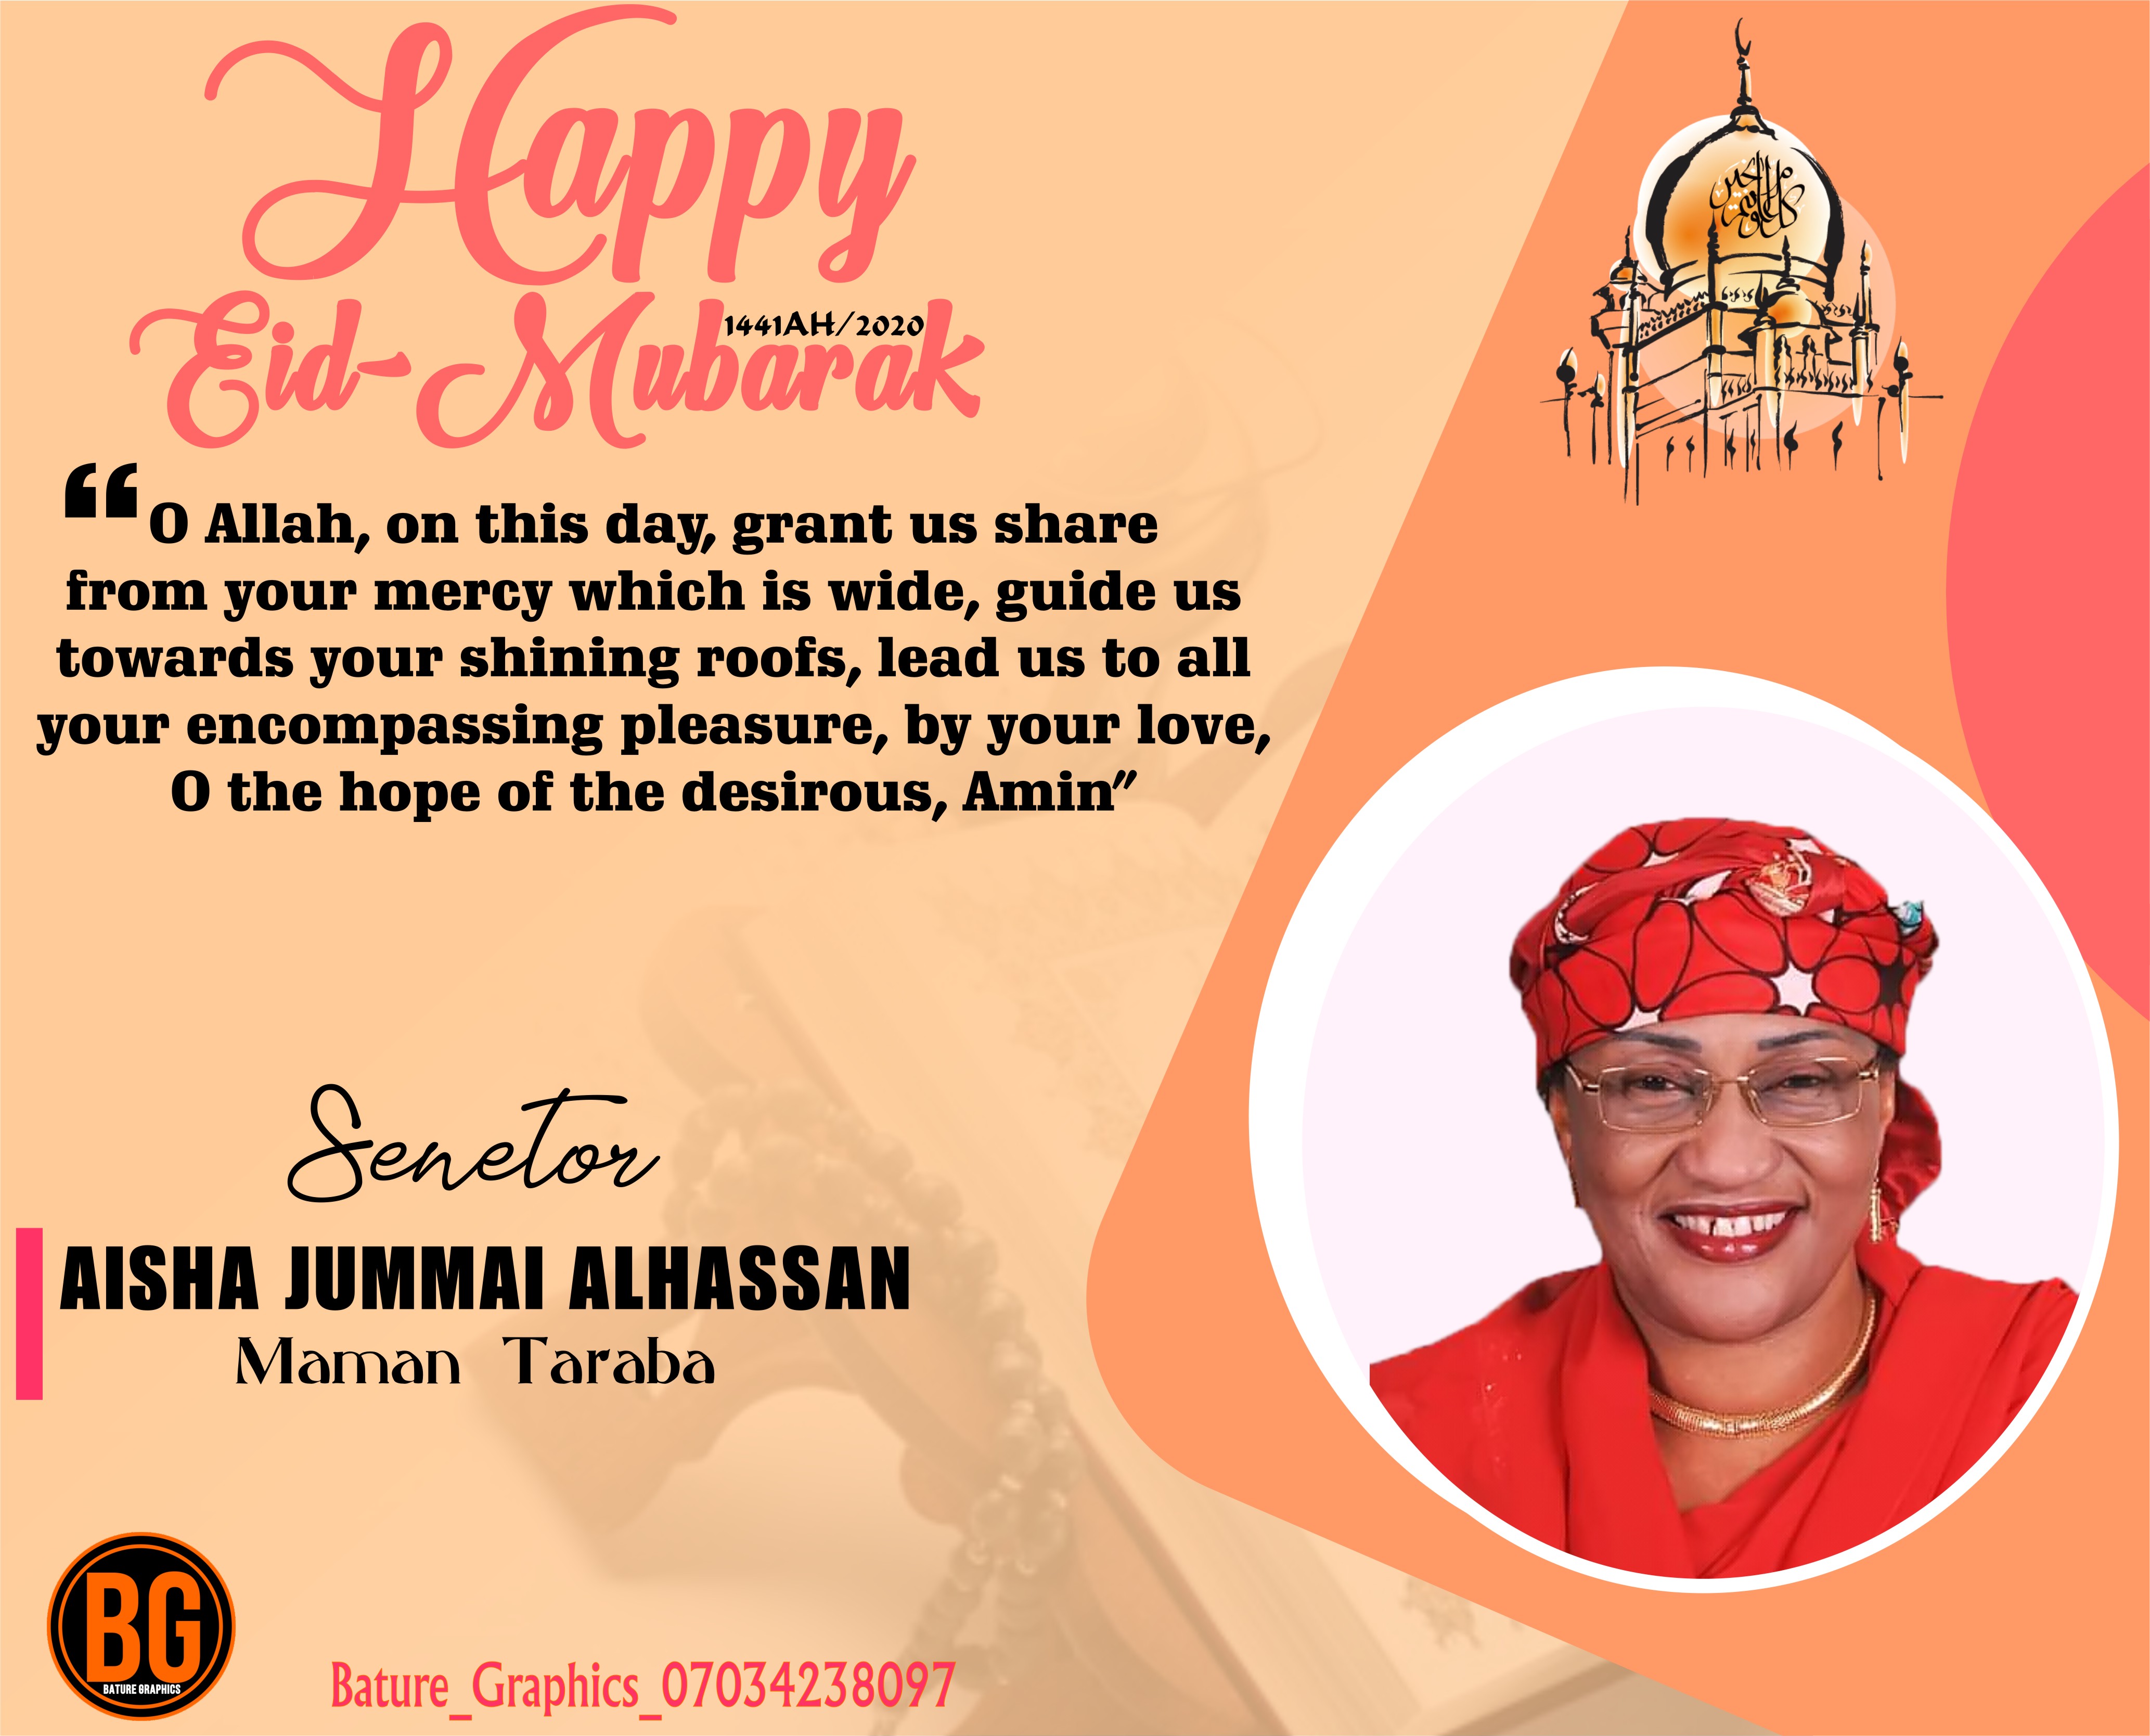 Happy
Eid-Mubarak
1441AH/2020
“O Allah, on this day, grant us share
from your mercy which is wide, guide us
towards your shining roofs, lead us to all
your encompassing pleasure, by your love,
O the hope of the desirous, Amin”
Senetor
AISHA JUMMAI ALHASSAN
Maman Taraba
BG
BATURE GRAPHICS
Bature_Graphics_07034238097